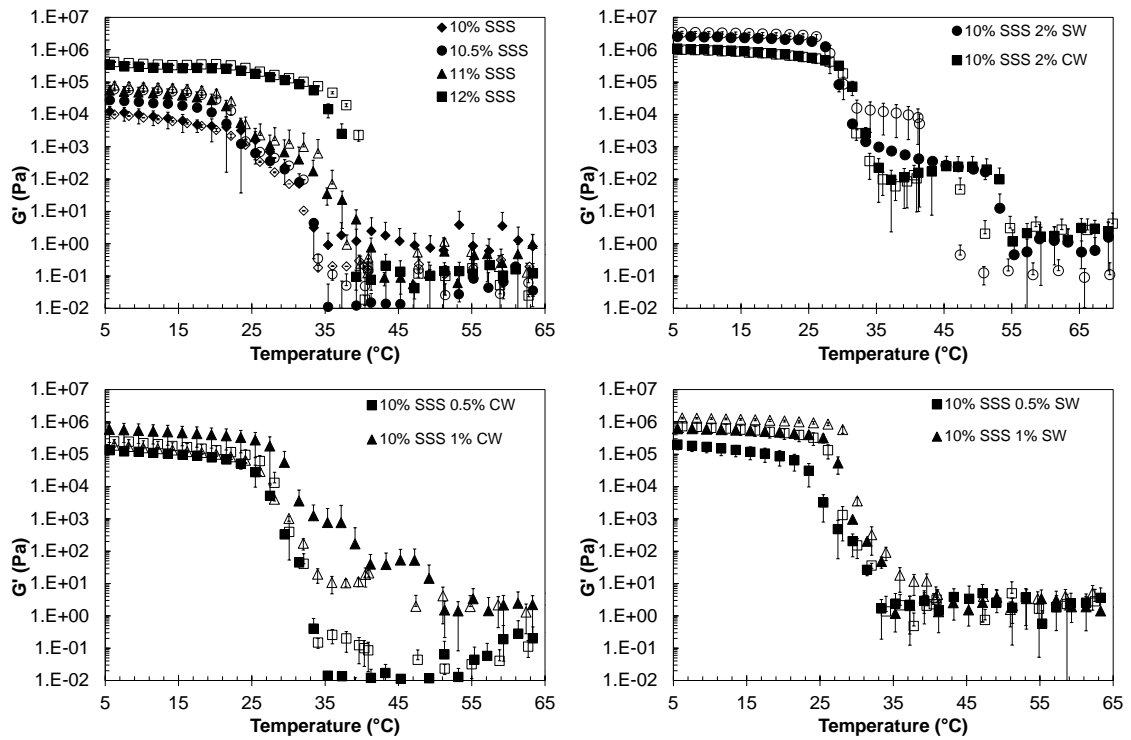 1.E+07
1.E+06
1.E+05
1.E+04
1.E+03
1.E+02
1.E+01
1.E+00
1.E-01
1.E-02
G' (Pa)
10% SSS
10.5% SSS
11% SSS
12% SSS
5 15 25 35 45 55 65
Temperature (°C)
1.E+07
1.E+06
1.E+05
1.E+04
1.E+03
1.E+02
1.E+01
1.E+00
1.E-01
1.E-02
G' (Pa)
10% SSS 2% SW
10% SSS 2% CW
5 15 25 35 45 55 65
Temperature (°C)
1.E+07
1.E+06
1.E+05
1.E+04
1.E+03
1.E+02
1.E+01
1.E+00
1.E-01
1.E-02
G' (Pa)
10% SSS 0.5% CW
10% SSS 1% CW
5 15 25 35 45 55 65
Temperature (°C)
1.E+07
1.E+06
1.E+05
1.E+04
1.E+03
1.E+02
1.E+01
1.E+00
1.E-01
1.E-02
G' (Pa)
10% SSS 0.5% SW
10% SSS 1% SW
5 15 25 35 45 55 65
Temperature (°C)